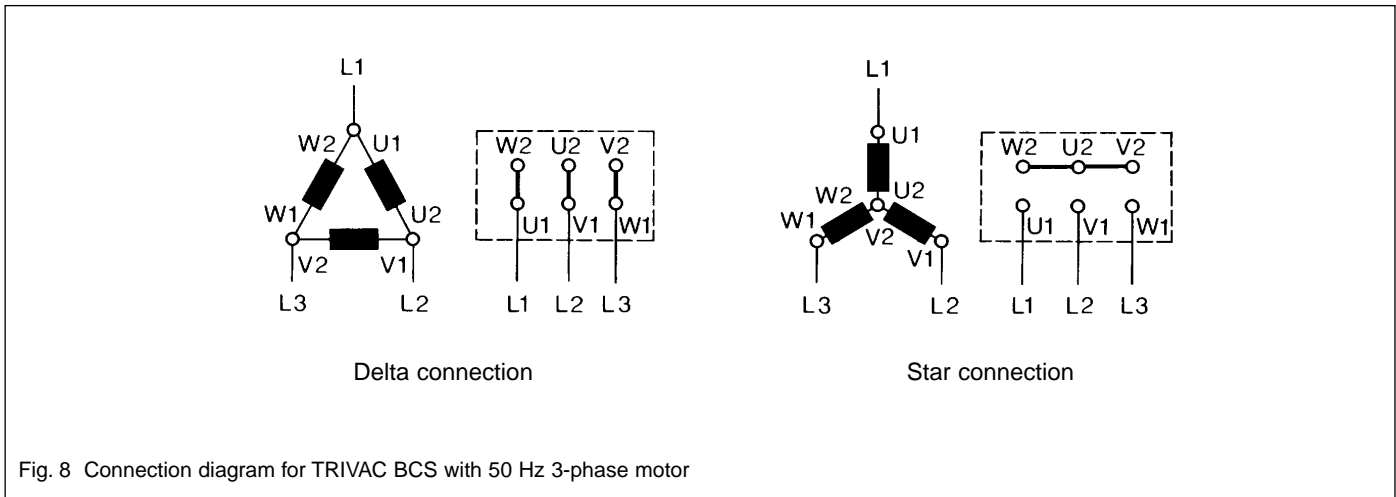 L1
W2 U1
W1 U2
V2 V1
L3 L2
W2 U2 V2
U1 V1 W1
L1 L2 L3
Delta connection
L1
U1
W2 U2
W1 V2 V1
L3 L2
W2 U2 V2
U1 V1 W1
L1 L2 L3
Star connection
Fig. 8 Connection diagram for TRIVAC BCS with 50 Hz 3-phase motor